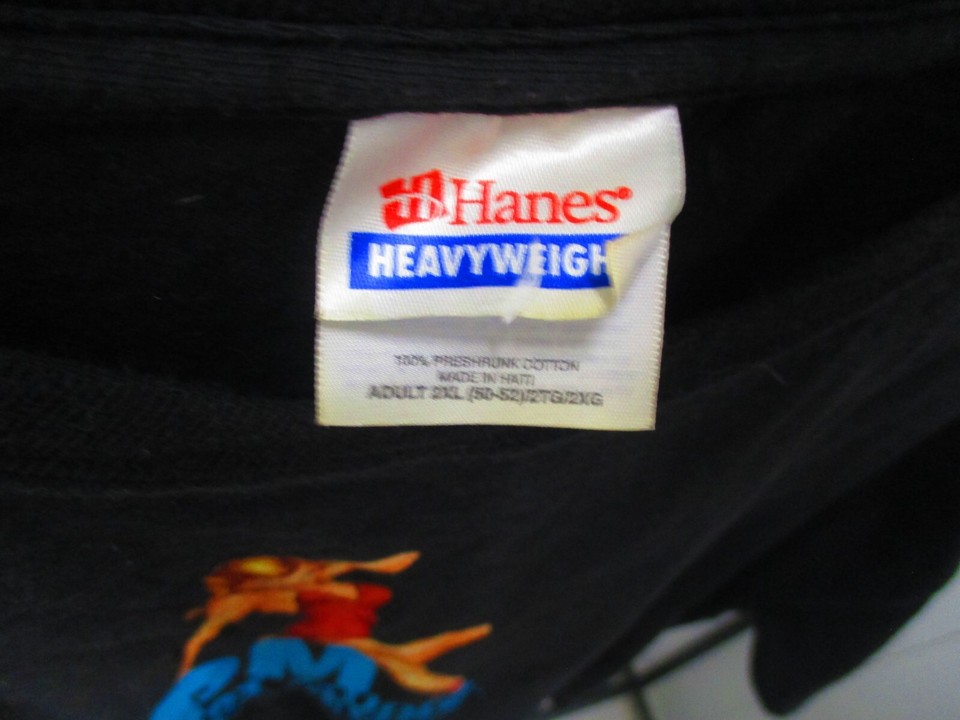 Hanes
HEAVYWEIGH
100% PRESHRUNK COTTON
MADE IN HAITI
ADULT 2XL (50-52)/2TG/2XG